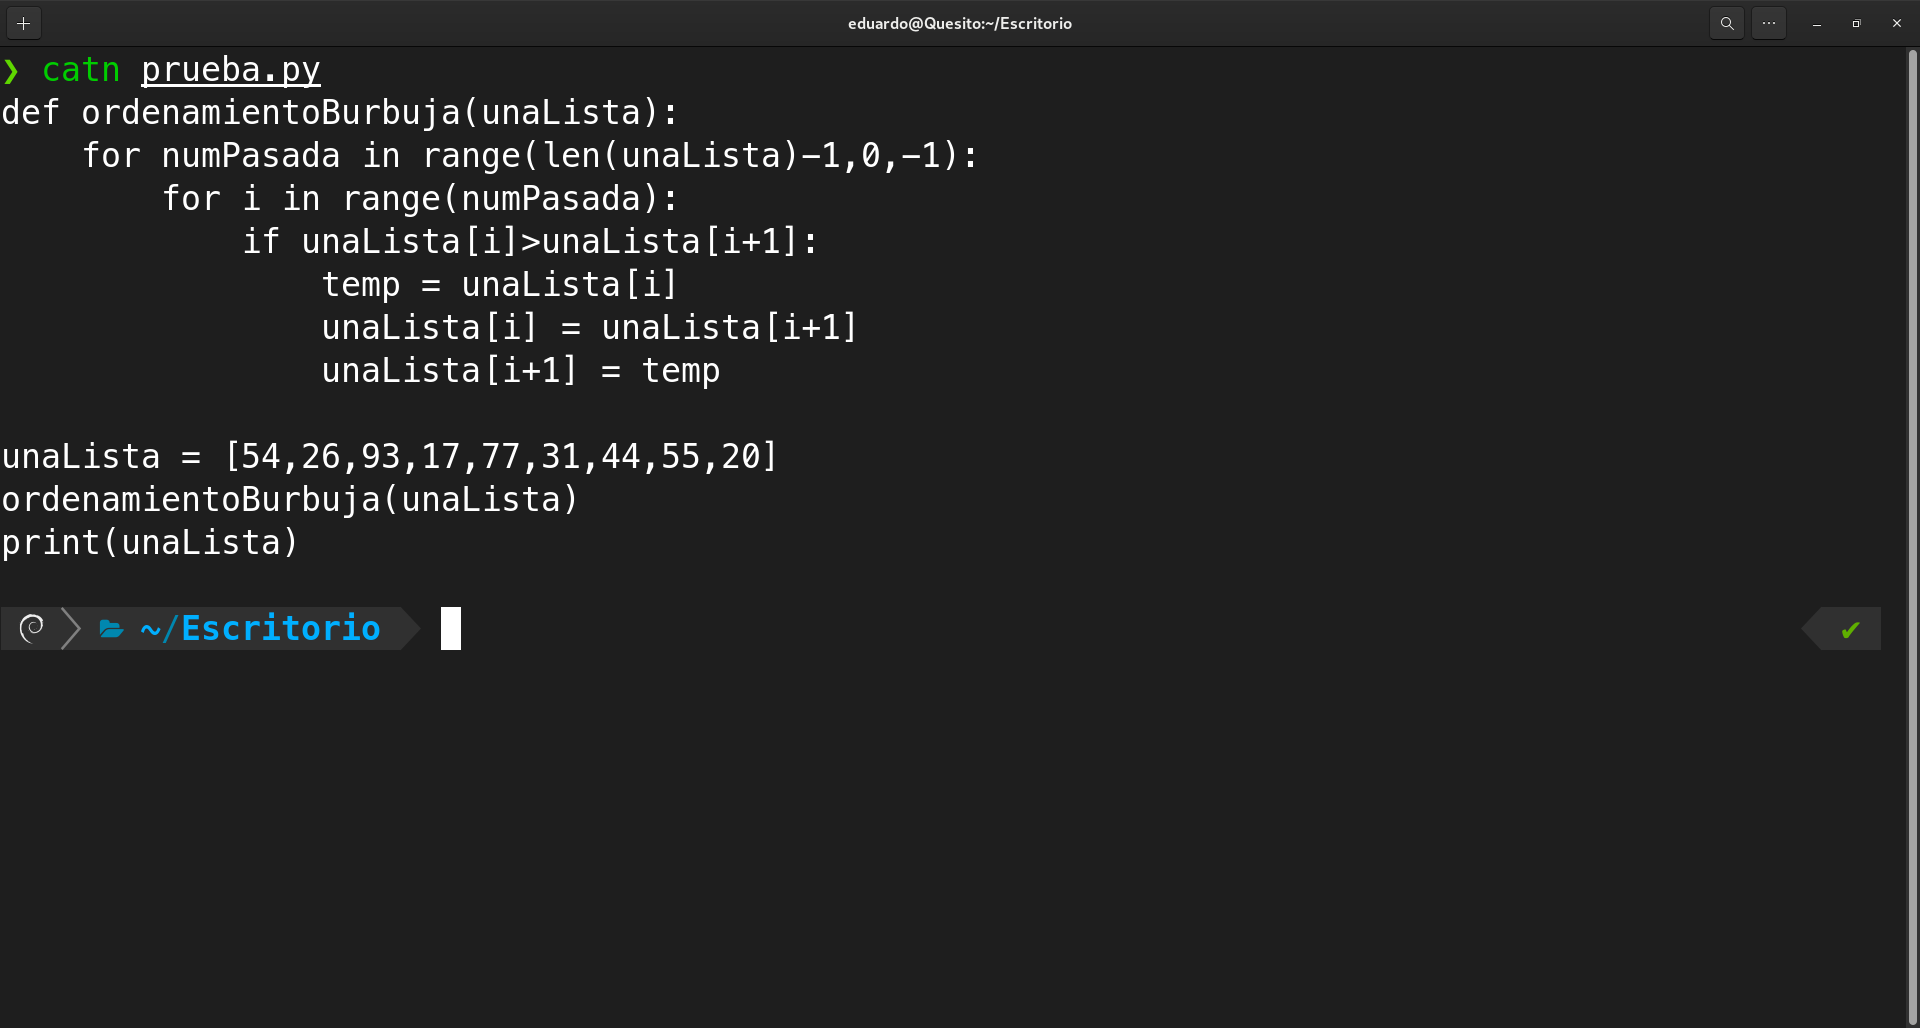 eduardo@Quesito:~/Escritorio
❯ catn prueba.py
def ordenamientoBurbuja(unaLista):
    for numPasada in range(len(unaLista)-1,0,-1):
        for i in range(numPasada):
            if unaLista[i]>unaLista[i+1]:
                temp = unaLista[i]
                unaLista[i] = unaLista[i+1]
                unaLista[i+1] = temp

unaLista = [54,26,93,17,77,31,44,55,20]
ordenamientoBurbuja(unaLista)
print(unaLista)

~/Escritorio ✔